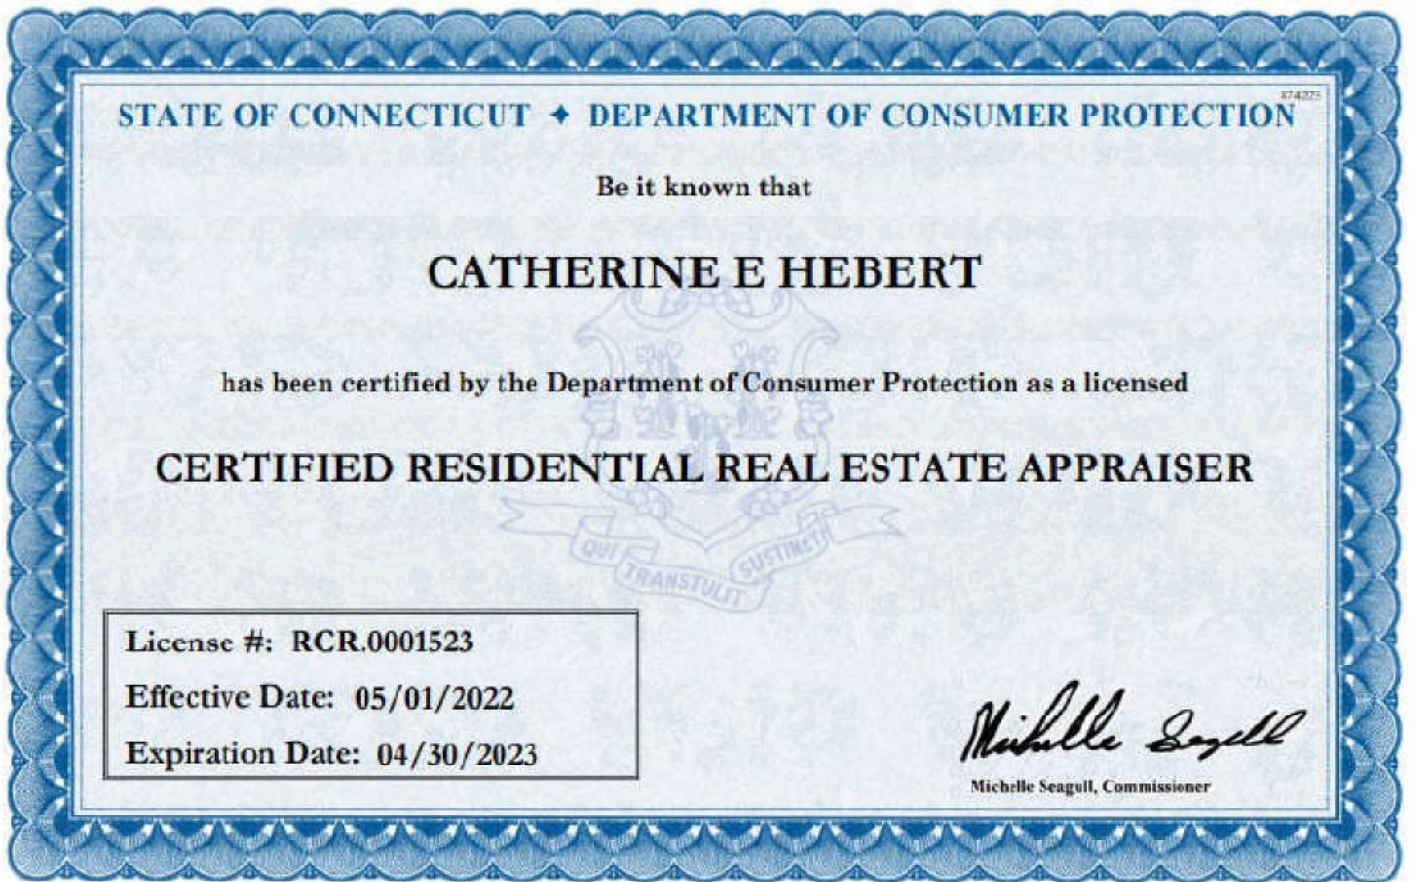 874223
STATE OF CONNECTICUT ✦ DEPARTMENT OF CONSUMER PROTECTION
Be it known that
CATHERINE E HEBERT
has been certified by the Department of Consumer Protection as a licensed
CERTIFIED RESIDENTIAL REAL ESTATE APPRAISER
QUI TRANSTULIT SUSTINET
License #: RCR.0001523
Effective Date: 05/01/2022
Expiration Date: 04/30/2023
Michelle Seagull
Michelle Seagull, Commissioner